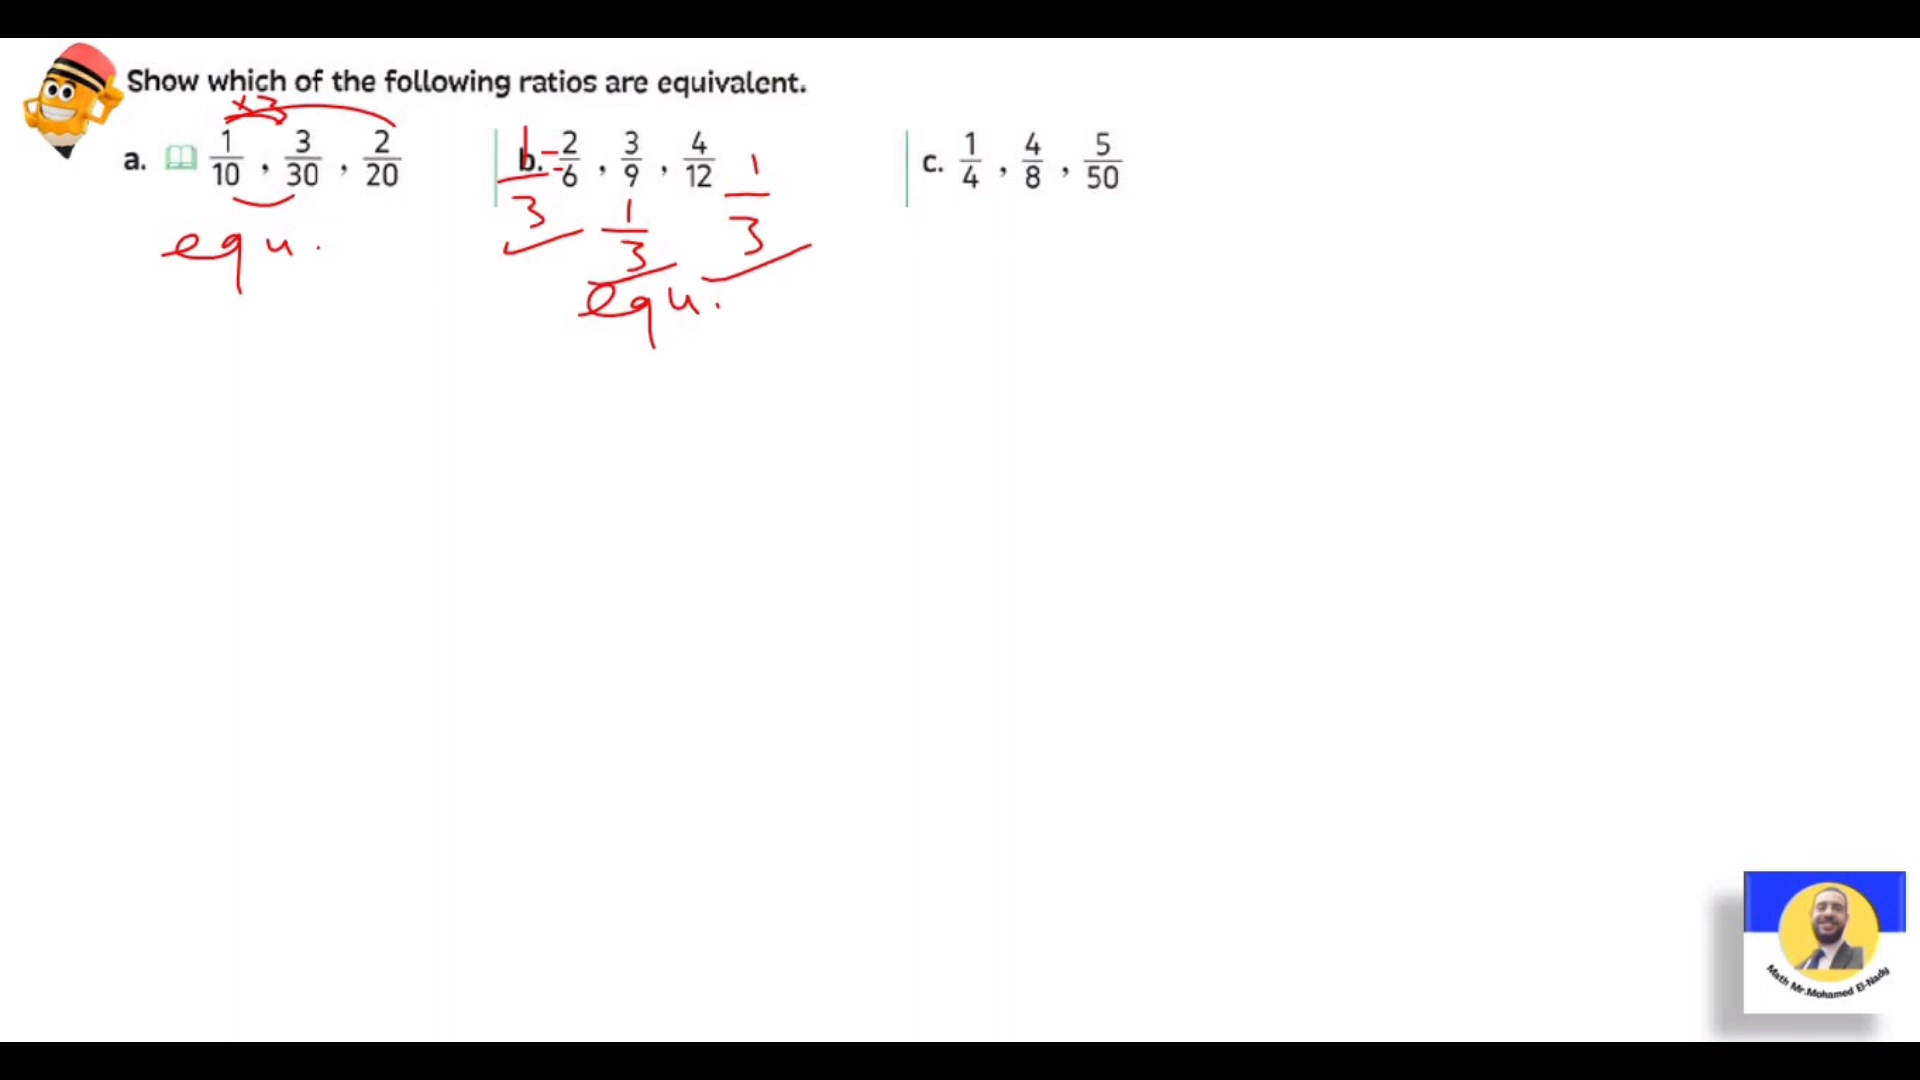 Show which of the following ratios are equivalent.
×3
a. 1/10 , 3/30 , 2/20
b. 2/6 , 3/9 , 4/12
c. 1/4 , 4/8 , 5/50
1/3
1/3
1/3
equ.
equ.
Math Mr.Mohamed El-Nady